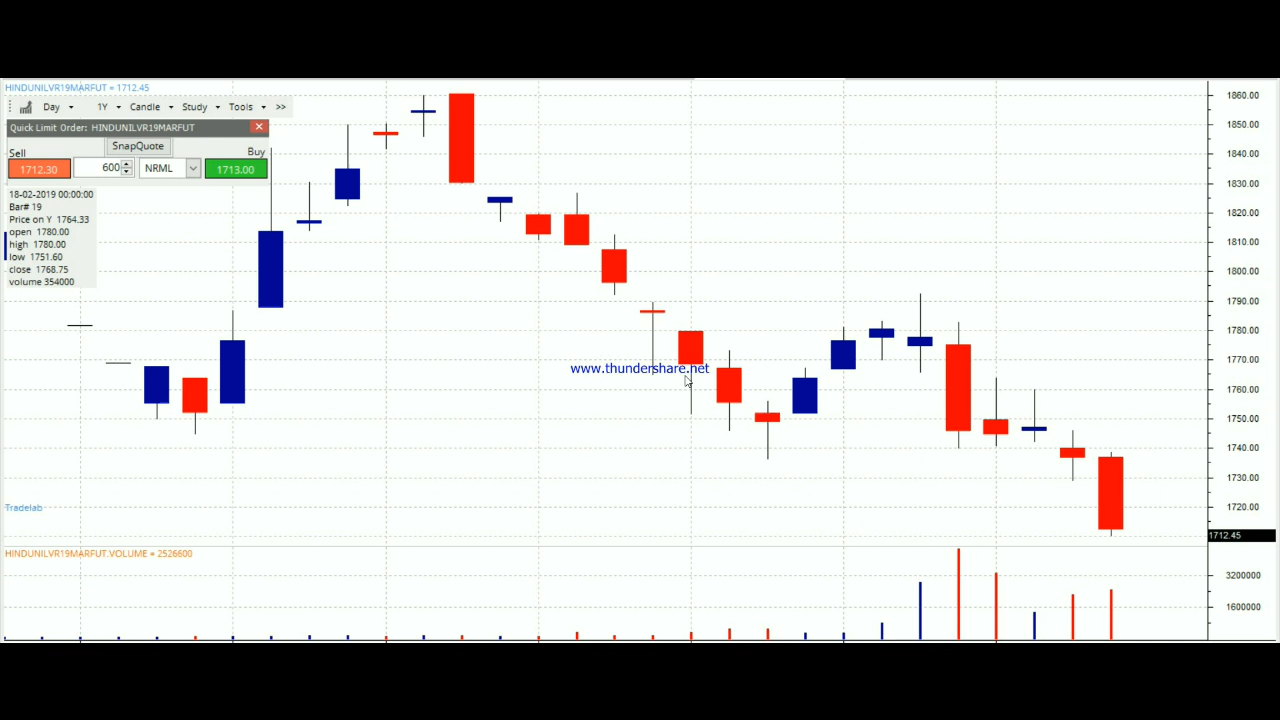 HINDUNILVR19MARFUT = 1712.45
Day 1Y Candle Study Tools >>
Quick Limit Order: HINDUNILVR19MARFUT
SnapQuote
Sell Buy
1712.30 600 NRML 1713.00
18-02-2019 00:00:00
Bar# 19
Price on Y 1764.33
open 1780.00
high 1780.00
low 1751.60
close 1768.75
volume 354000
www.thundershare.net
Tradelab
1860.00
1850.00
1840.00
1830.00
1820.00
1810.00
1800.00
1790.00
1780.00
1770.00
1760.00
1750.00
1740.00
1730.00
1720.00
1712.45
HINDUNILVR19MARFUT.VOLUME = 2526600
3200000
1600000